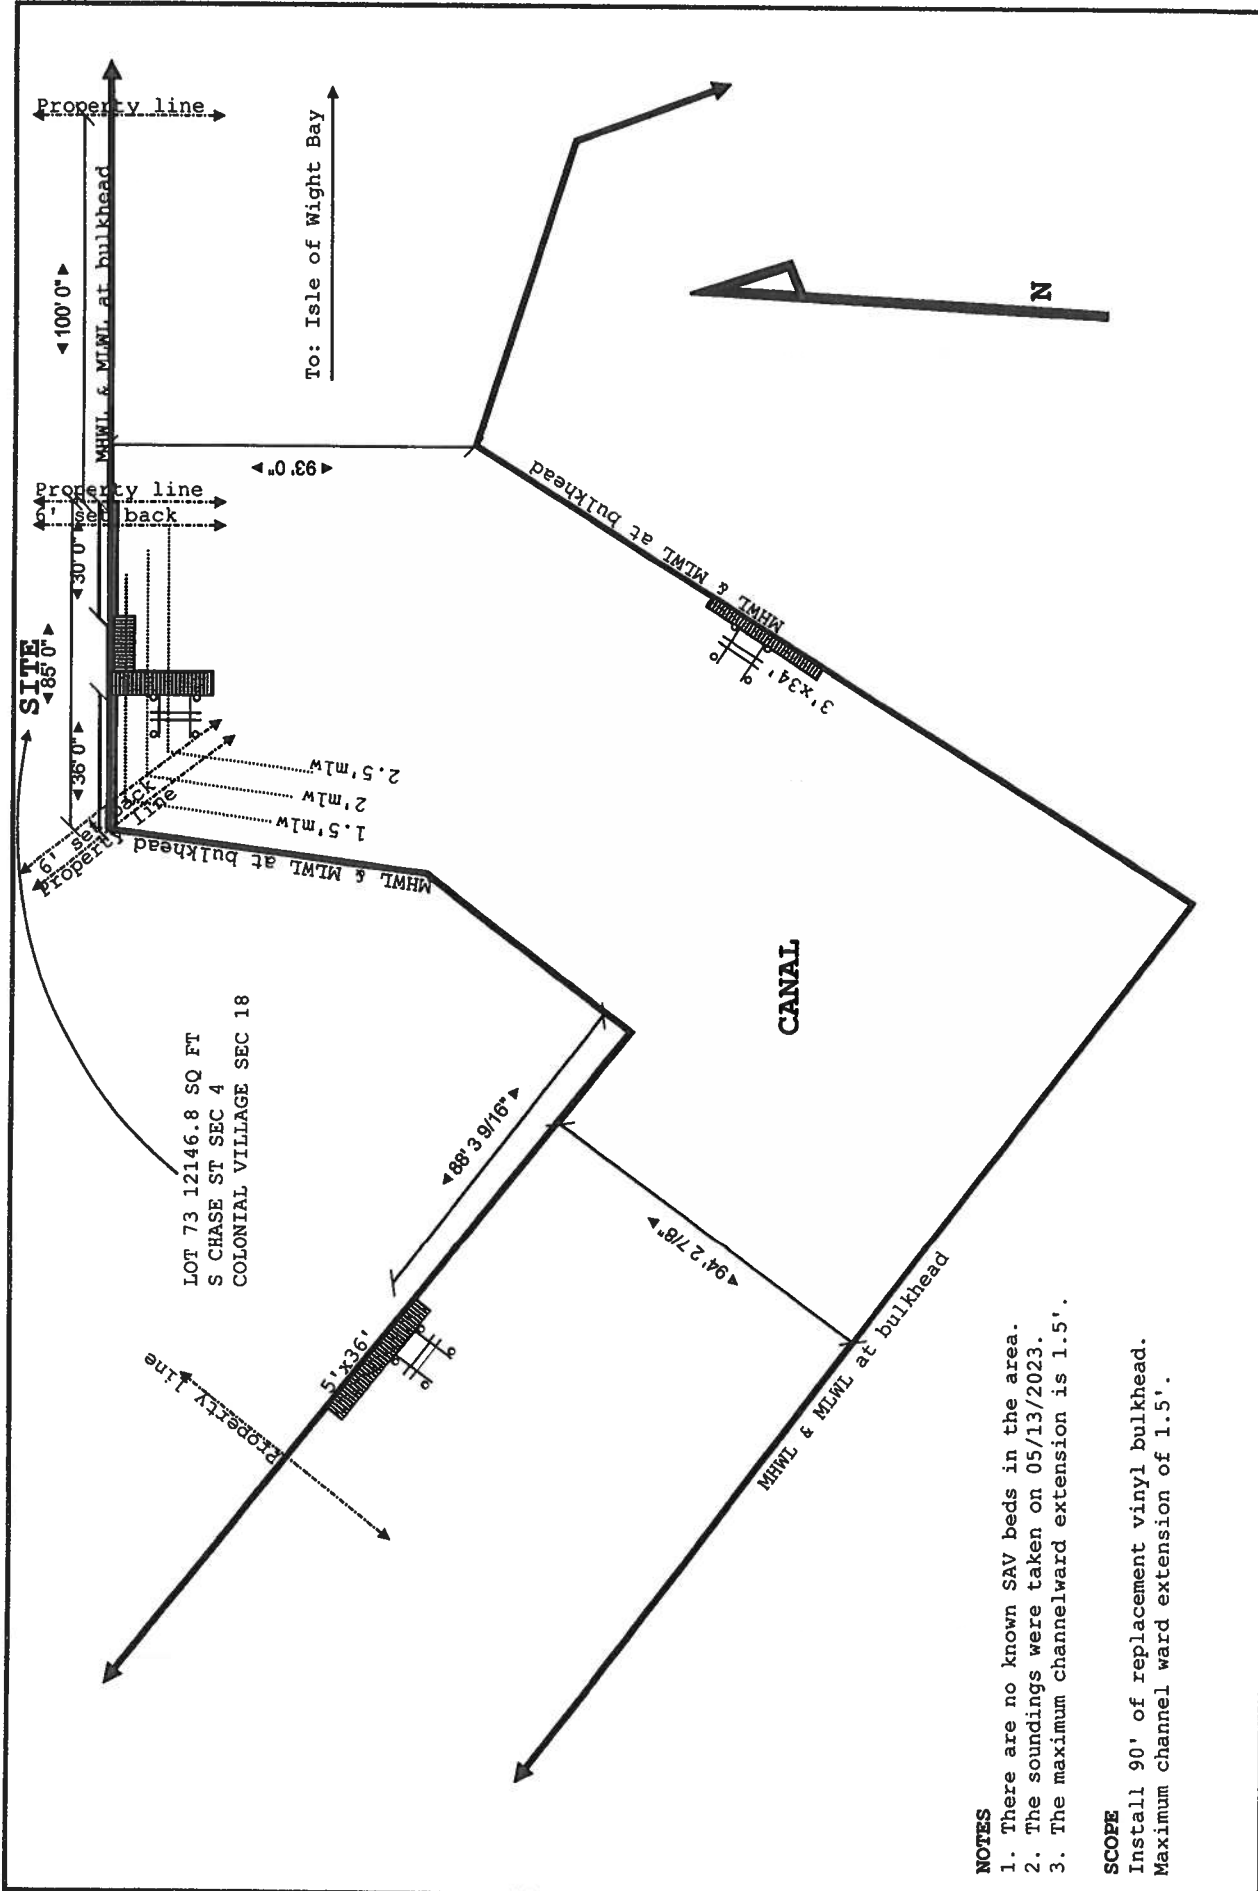 SITE
◄85' 0"►
◄36' 0"►
◄30' 0"►
◄100' 0"►
Property line
Property line
6' set back
6' set back
Property line
MHWL & MLWL at bulkhead
MHWL & MLWL at bulkhead
1.5'mlw
2'mlw
2.5'mlw
◄93' 0"►
To: Isle of Wight Bay
LOT 73 12146.8 SQ FT
S CHASE ST SEC 4
COLONIAL VILLAGE SEC 18
MHWL & MLWL at bulkhead
3'x34'
N
CANAL
◄88' 3 9/16"►
◄94' 2 7/8"►
5'x36'
Property line
MHWL & MLWL at bulkhead
NOTES
1. There are no known SAV beds in the area.
2. The soundings were taken on 05/13/2023.
3. The maximum channelward extension is 1.5'.
SCOPE
Install 90' of replacement vinyl bulkhead.
Maximum channel ward extension of 1.5'.